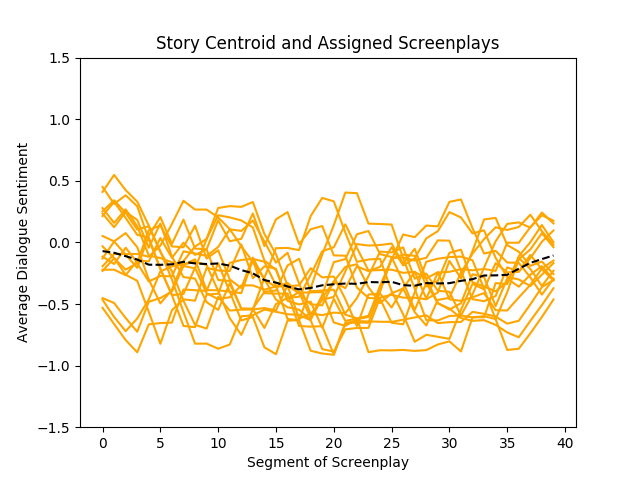 Story Centroid and Assigned Screenplays
1.5
1.0
0.5
0.0
−0.5
−1.0
−1.5
Average Dialogue Sentiment
0 5 10 15 20 25 30 35 40
Segment of Screenplay